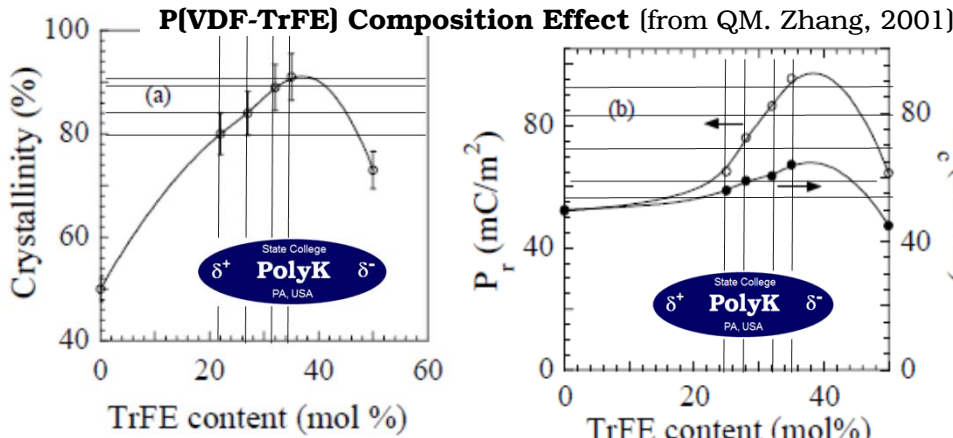 P(VDF-TrFE) Composition Effect (from QM. Zhang, 2001)
100
80
60
40
0
20
40
60
Crystallinity (%)
TrFE content (mol %)
(a)
State College
δ+ PolyK δ-
PA, USA
80
40
0
0
20
40
80
40
0
P_r (mC/m²)
TrFE content (mol%)
(b)
State College
δ+ PolyK δ-
PA, USA